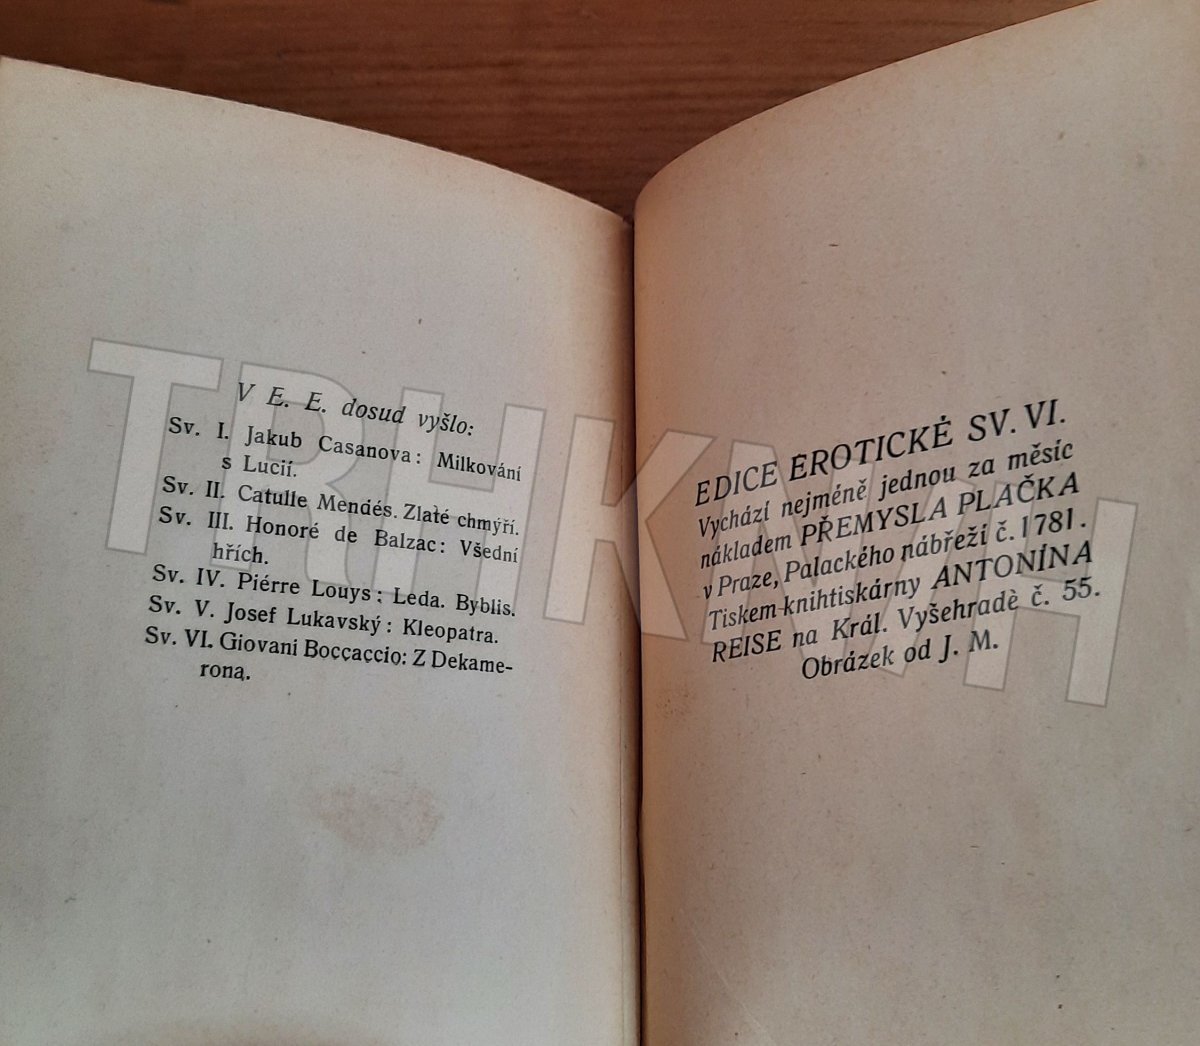 V E. E. dosud vyšlo:
Sv. I. Jakub Casanova: Milkování
s Lucií.
Sv. II. Catulle Mendés. Zlaté chmýří.
Sv. III. Honoré de Balzac: Všední
hřích.
Sv. IV. Piérre Louys: Leda. Byblis.
Sv. V. Josef Lukavský: Kleopatra.
Sv. VI. Giovani Boccaccio: Z Dekame-
rona.
EDICE EROTICKÉ SV. VI.
Vychází nejméně jednou za měsíc
nákladem PŘEMYSLA PLAČKA
v Praze, Palackého nábřeží č. 1781.
Tiskem knihtiskárny ANTONÍNA
REISE na Král. Vyšehradě č. 55.
Obrázek od J. M.